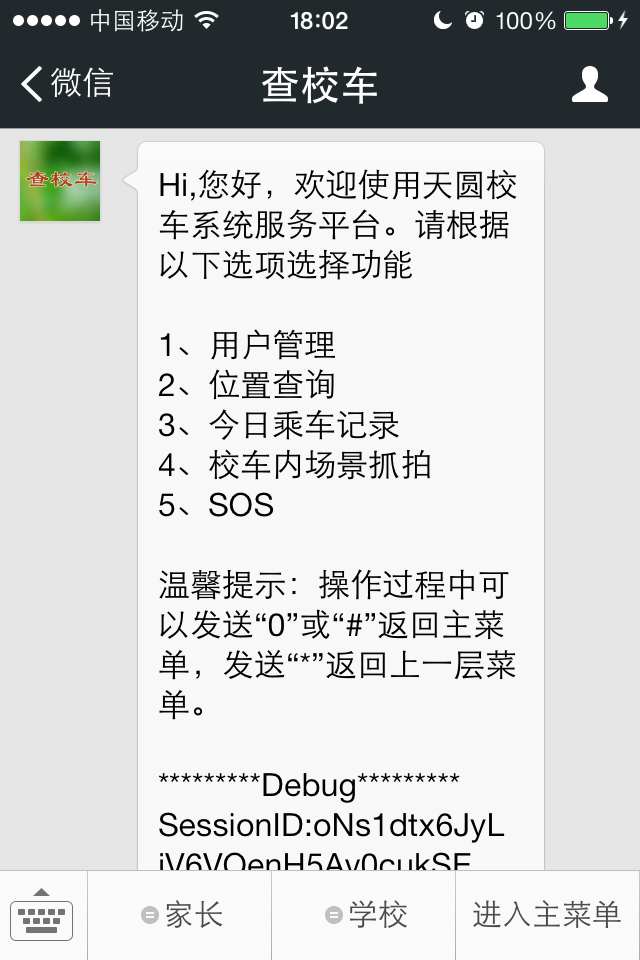 中国移动 18:02 100%
微信 查校车
查校车
Hi,您好，欢迎使用天圆校
车系统服务平台。请根据
以下选项选择功能
1、用户管理
2、位置查询
3、今日乘车记录
4、校车内场景抓拍
5、SOS
温馨提示：操作过程中可
以发送“0”或“#”返回主菜
单，发送“*”返回上一层菜
单。
*********Debug*********
SessionID:oNs1dtx6JyL
家长 学校 进入主菜单